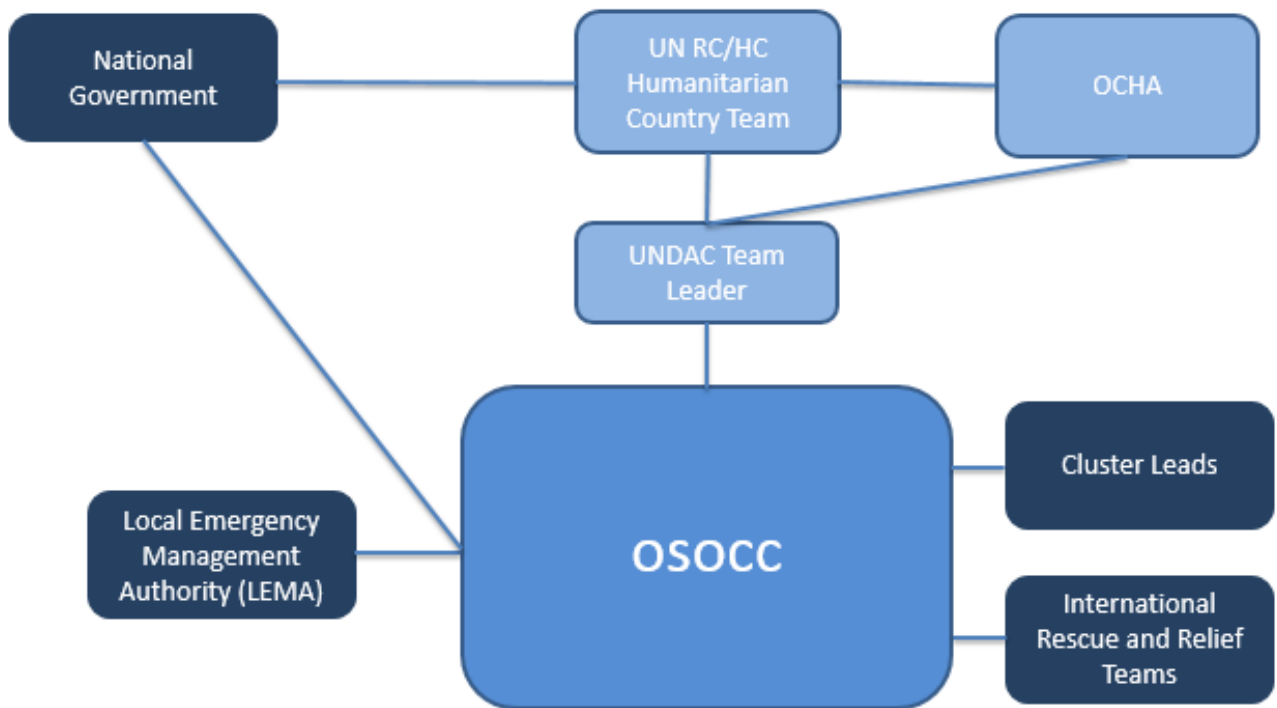 National
Government
UN RC/HC
Humanitarian
Country Team
OCHA
UNDAC Team
Leader
Cluster Leads
Local Emergency
Management
Authority (LEMA)
OSOCC
International
Rescue and Relief
Teams